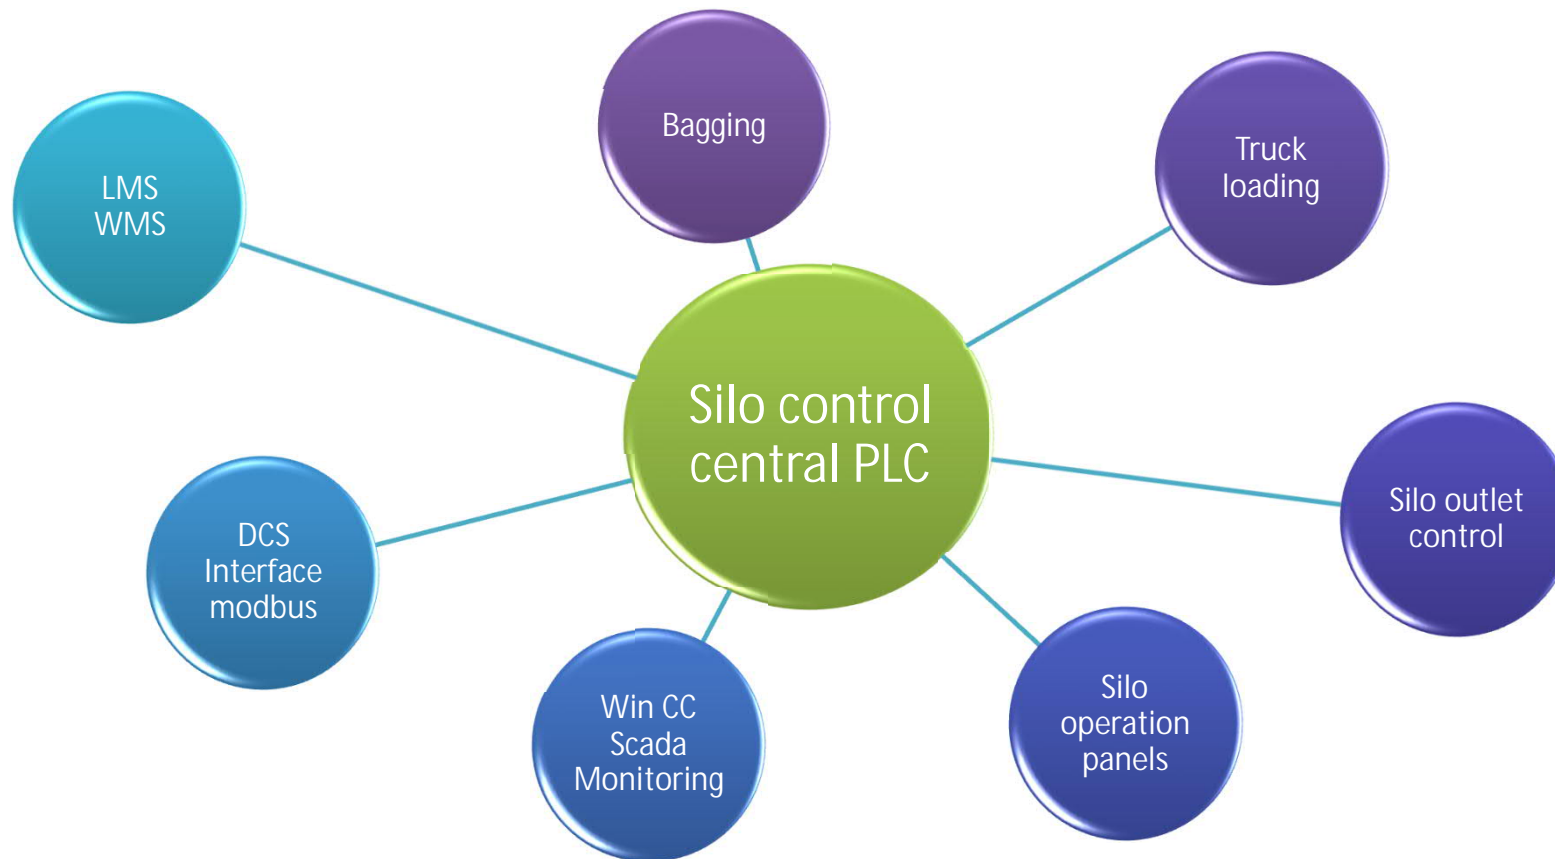 Bagging
Truck
loading
LMS
WMS
Silo control
central PLC
Silo outlet
control
DCS
Interface
modbus
Win CC
Scada
Monitoring
Silo
operation
panels